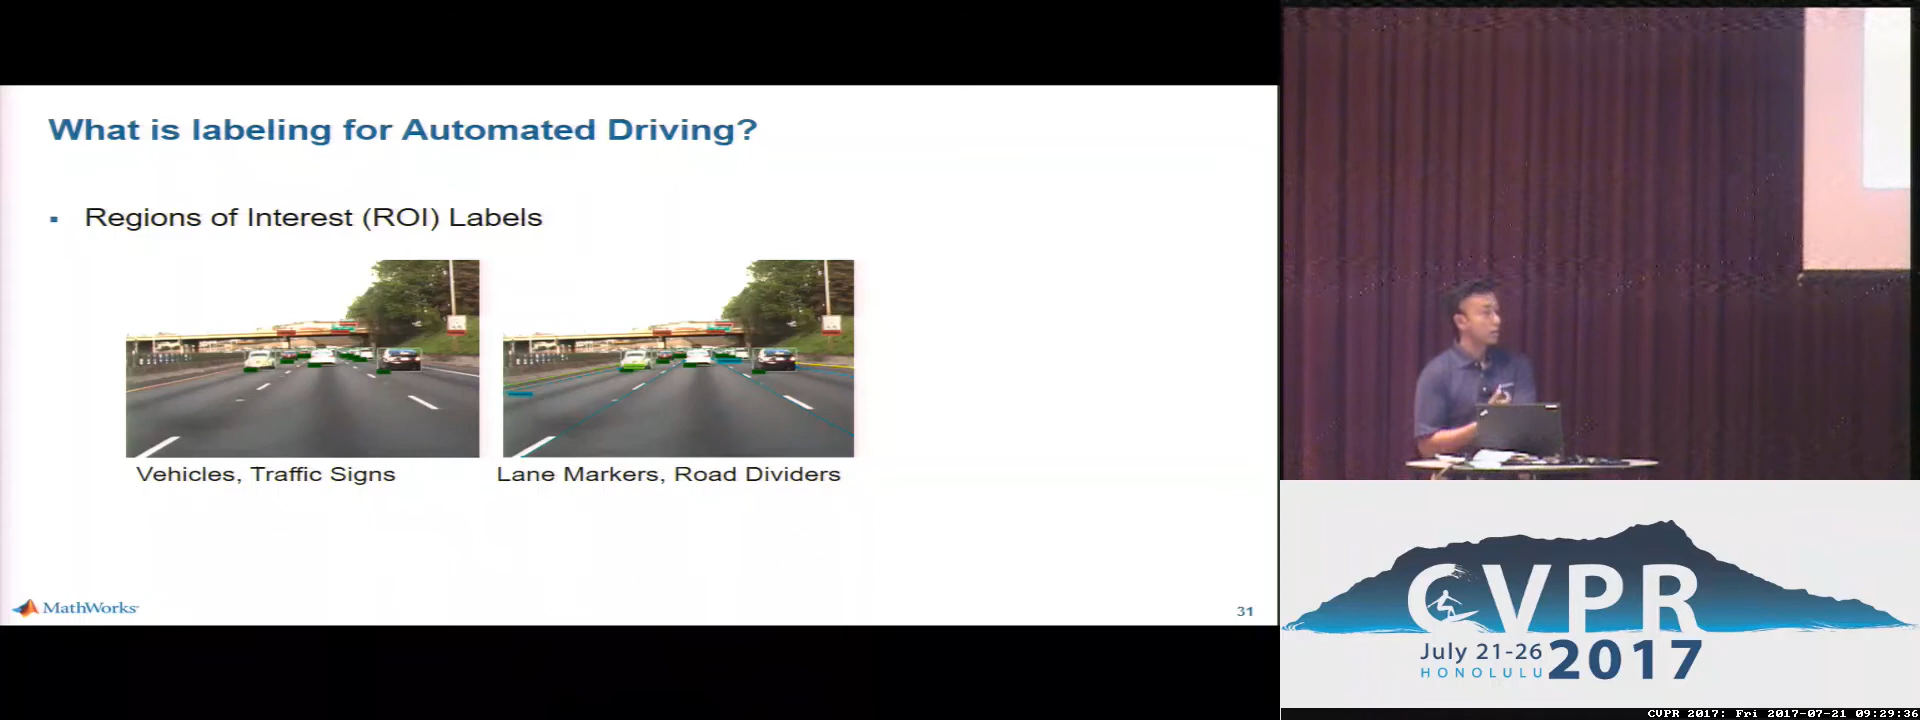 What is labeling for Automated Driving?
Regions of Interest (ROI) Labels
Vehicles, Traffic Signs
Lane Markers, Road Dividers
MathWorks
31
CVPR
July 21-26
HONOLULU
2017
CVPR 2017: Fri 2017-07-21 09:29:36